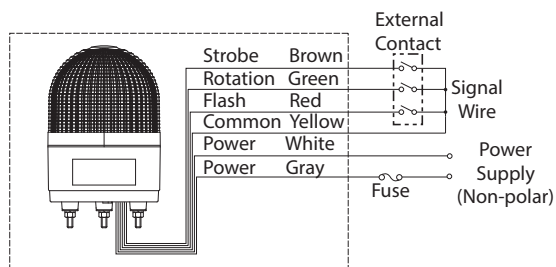 External
Contact
Strobe Brown
Rotation Green
Flash Red
Common Yellow
Power White
Power Gray
Signal
Wire
Fuse
Power
Supply
(Non-polar)